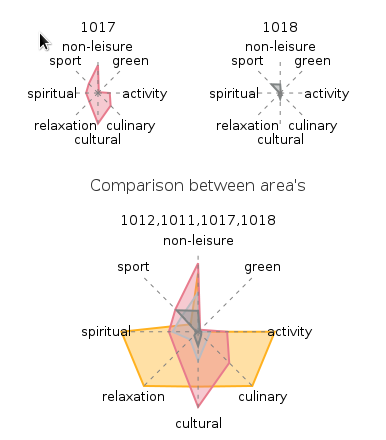 1017 1018
non-leisure non-leisure
sport green sport green
spiritual activity spiritual activity
relaxation culinary relaxation culinary
cultural cultural
Comparison between area's
1012,1011,1017,1018
non-leisure
sport green
spiritual activity
relaxation culinary
cultural